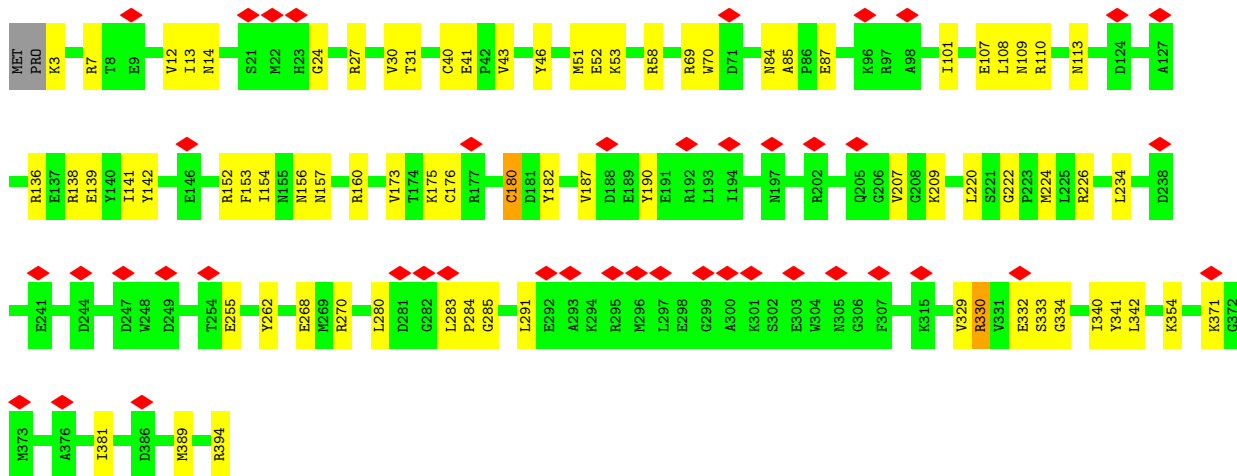 MET PRO K3 R7 T8 E9 V12 I13 N14 S21 M22 H23 G24 R27 V30 T31 C40 E41 P42 V43 Y46 M51 E52 K53 R58 R69 W70 D71 N84 A85 P86 E87 K96 R97 A98 I101 E107 L108 N109 R110 N113 D124 A127
R136 E137 R138 E139 Y140 I141 Y142 E146 R152 F153 I154 N155 N156 N157 R160 V173 T174 K175 C176 R177 C180 D181 Y182 V187 D188 E189 Y190 E191 R192 L193 I194 N197 R202 Q205 G206 V207 G208 K209 L220 S221 G222 P223 M224 L225 R226 L234 D238
E241 D244 D247 W248 D249 T254 E255 Y262 E268 M269 R270 L280 D281 G282 L283 P284 G285 L291 E292 A293 K294 R295 M296 L297 E298 G299 A300 K301 S302 E303 W304 N305 G306 F307 K315 V329 R330 V331 E332 S333 G334 I340 Y341 L342 K354 K371 G372
M373 A376 I381 D386 M389 R394